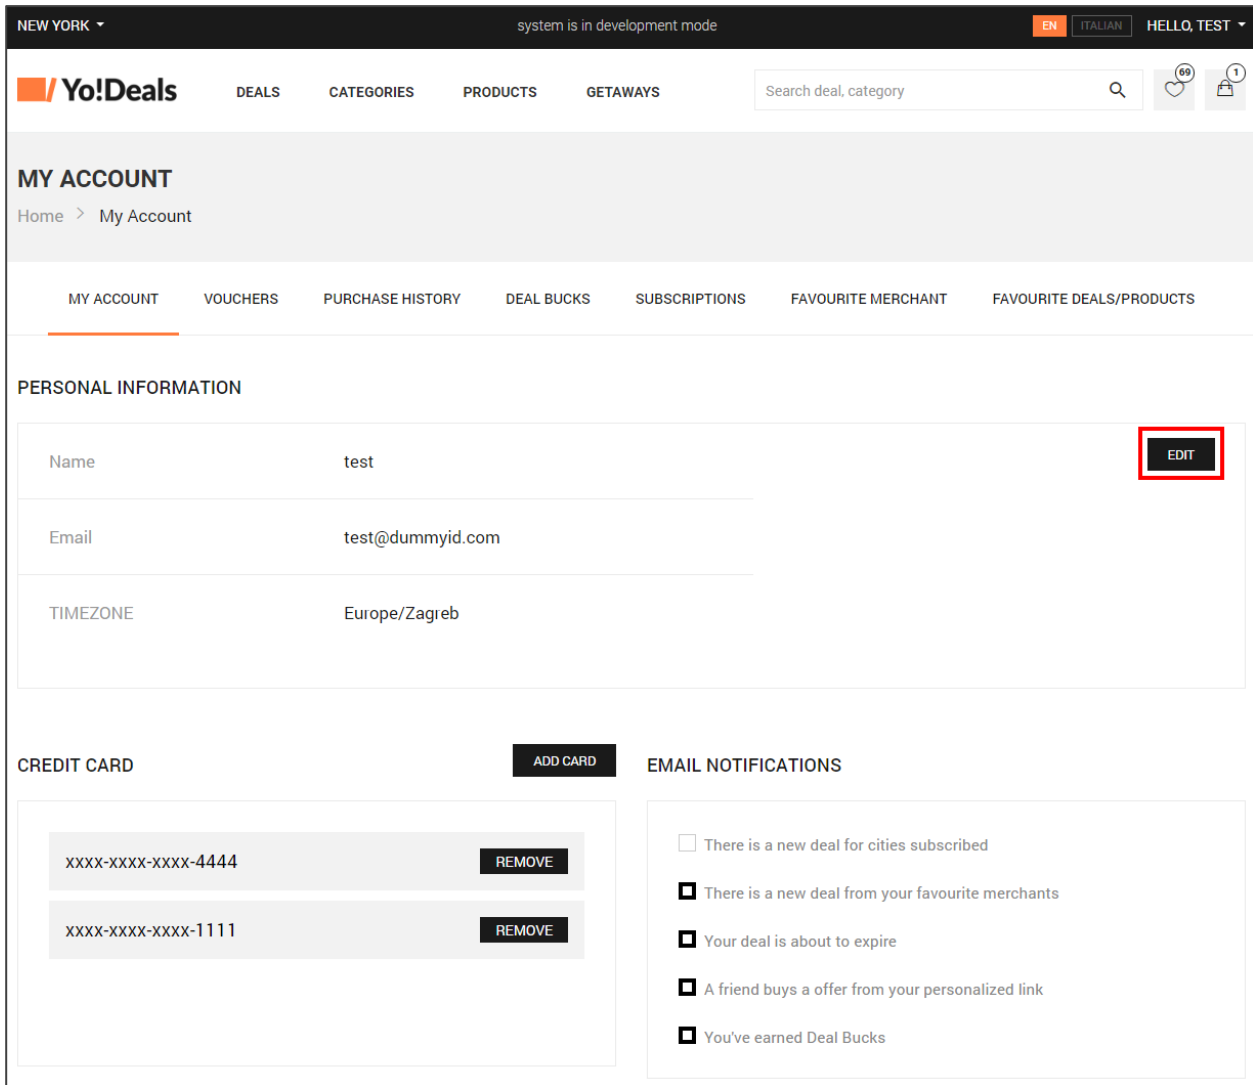 NEW YORK
system is in development mode
EN
ITALIAN
HELLO, TEST
Yo!Deals
DEALS
CATEGORIES
PRODUCTS
GETAWAYS
Search deal, category
69
1
MY ACCOUNT
Home > My Account
MY ACCOUNT
VOUCHERS
PURCHASE HISTORY
DEAL BUCKS
SUBSCRIPTIONS
FAVOURITE MERCHANT
FAVOURITE DEALS/PRODUCTS
PERSONAL INFORMATION
Name test
EDIT
Email test@dummyid.com
TIMEZONE Europe/Zagreb
CREDIT CARD
ADD CARD
xxxx-xxxx-xxxx-4444
REMOVE
xxxx-xxxx-xxxx-1111
REMOVE
EMAIL NOTIFICATIONS
There is a new deal for cities subscribed
There is a new deal from your favourite merchants
Your deal is about to expire
A friend buys a offer from your personalized link
You've earned Deal Bucks